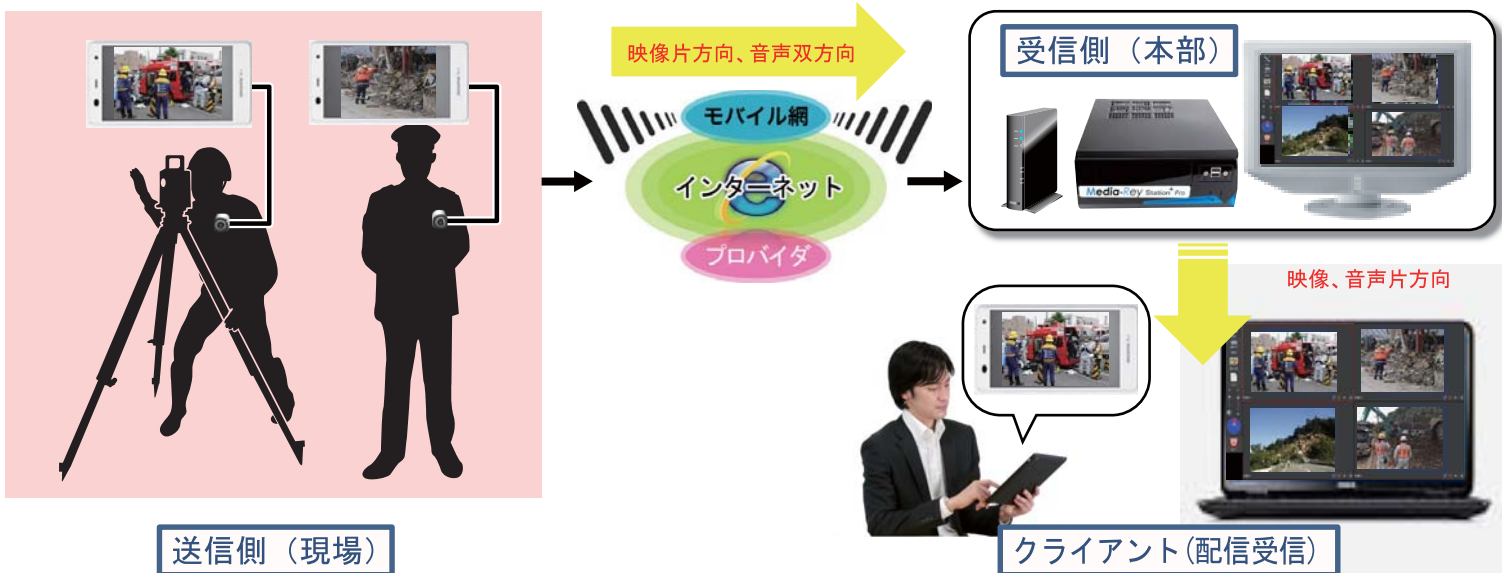 映像片方向、音声双方向
受信側（本部）
モバイル網
インターネット
プロバイダ
Media-Rey Station+ Pro
映像、音声片方向
送信側（現場）
クライアント(配信受信)